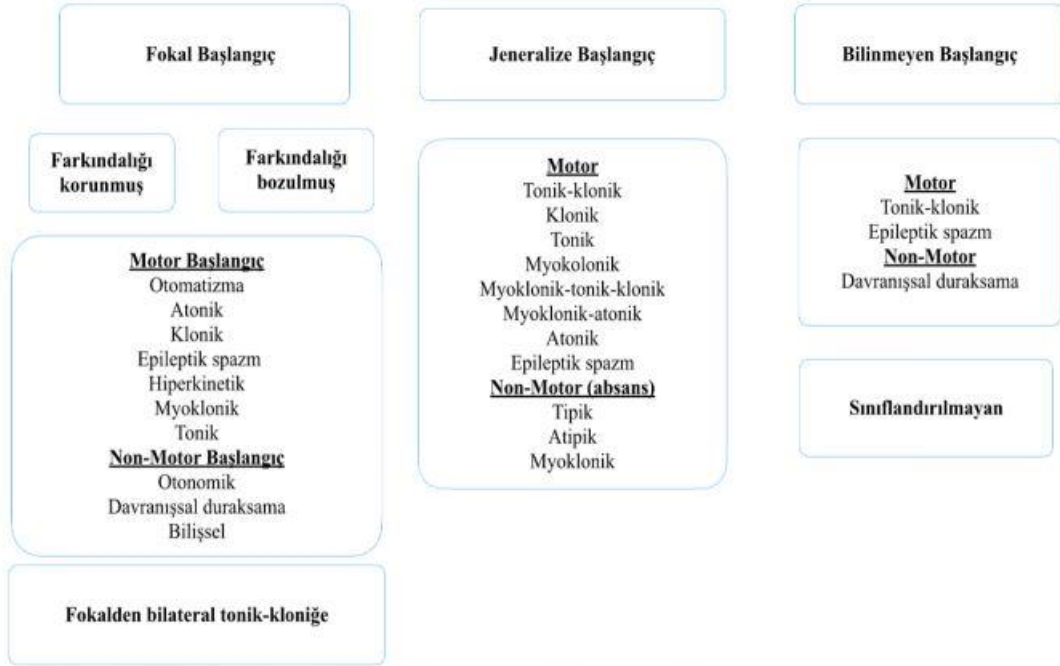 Fokal Başlangıç
Farkındalığı
korunmuş
Farkındalığı
bozulmuş
Motor Başlangıç
Otomatizma
Atonik
Klonik
Epileptik spazm
Hiperkinetik
Myoklonik
Tonik
Non-Motor Başlangıç
Otonomik
Davranışsal duraksama
Bilişsel
Fokalden bilateral tonik-kloniğe
Jeneralize Başlangıç
Motor
Tonik-klonik
Klonik
Tonik
Myokolonik
Myoklonik-tonik-klonik
Myoklonik-atonik
Atonik
Epileptik spazm
Non-Motor (absans)
Tipik
Atipik
Myoklonik
Bilinmeyen Başlangıç
Motor
Tonik-klonik
Epileptik spazm
Non-Motor
Davranışsal duraksama
Sınıflandırılmayan